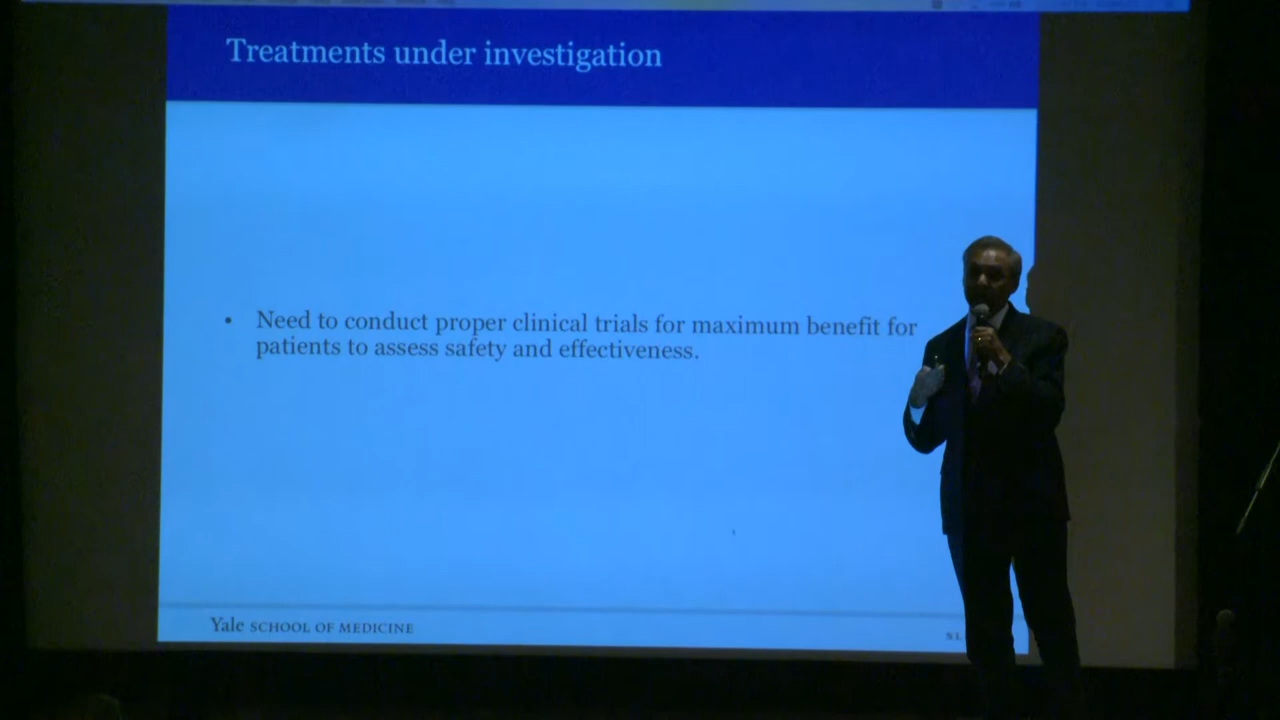 Treatments under investigation
• Need to conduct proper clinical trials for maximum benefit for
patients to assess safety and effectiveness.
Yale SCHOOL OF MEDICINE